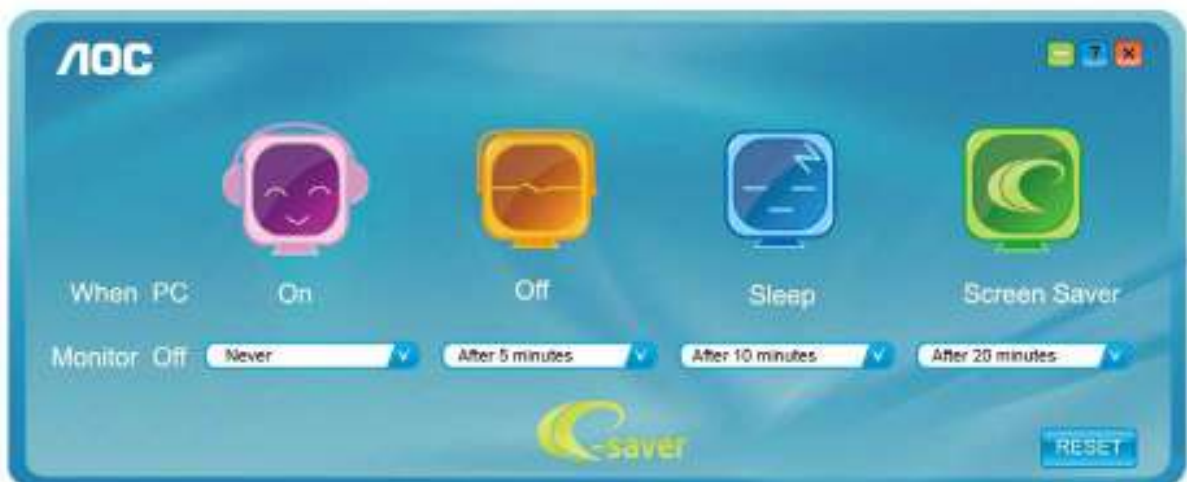 AOC
?
When PC On Off Sleep Screen Saver
Monitor Off Never After 5 minutes After 10 minutes After 20 minutes
e-saver
RESET